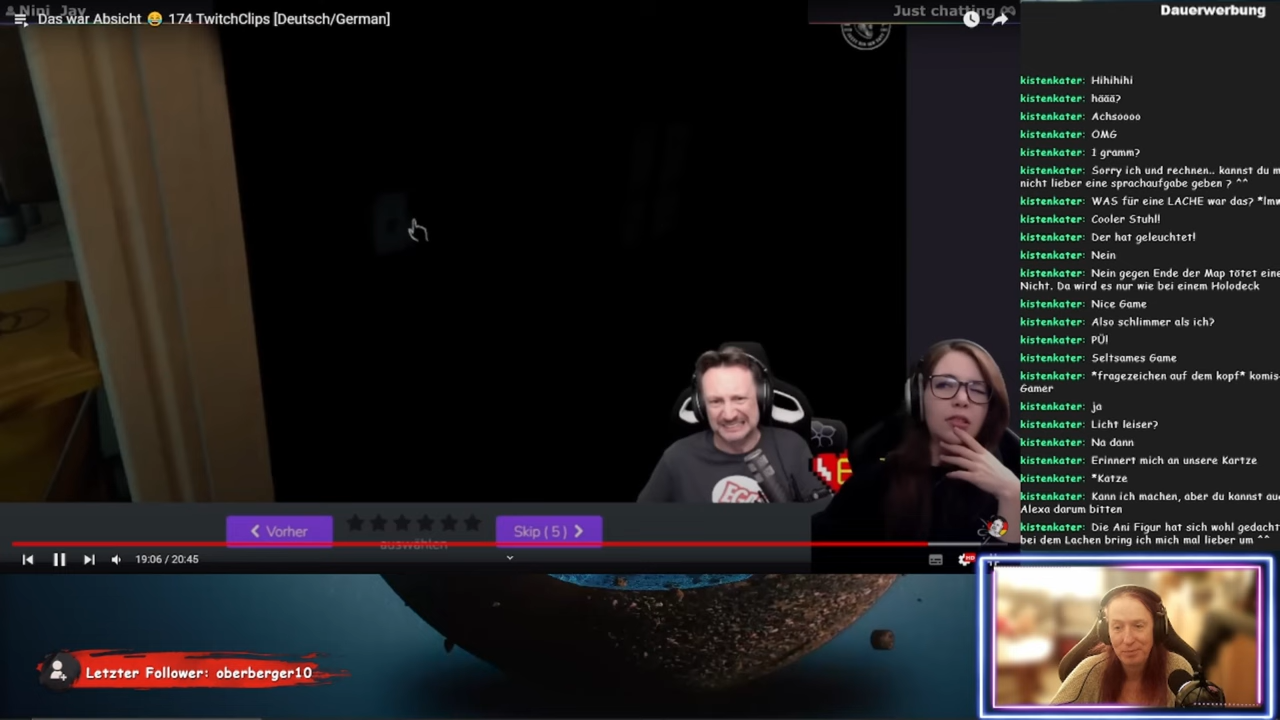 Nini_Jay
Das war Absicht 😂 174 TwitchClips [Deutsch/German]
Just chatting
Dauerwerbung
kistenkater: Hihihihi
kistenkater: häää?
kistenkater: Achsoooo
kistenkater: OMG
kistenkater: 1 gramm?
kistenkater: Sorry ich und rechnen.. kannst du m
nicht lieber eine sprachaufgabe geben ? ^^
kistenkater: WAS für eine LACHE war das? *lmw
kistenkater: Cooler Stuhl!
kistenkater: Der hat geleuchtet!
kistenkater: Nein
kistenkater: Nein gegen Ende der Map tötet eine
Nicht. Da wird es nur wie bei einem Holodeck
kistenkater: Nice Game
kistenkater: Also schlimmer als ich?
kistenkater: PÜ!
kistenkater: Seltsames Game
kistenkater: *fragezeichen auf dem kopf* komis
Gamer
kistenkater: ja
kistenkater: Licht leiser?
kistenkater: Na dann
kistenkater: Erinnert mich an unsere Kartze
kistenkater: *Katze
kistenkater: Kann ich machen, aber du kannst au
Alexa darum bitten
kistenkater: Die Ani Figur hat sich wohl gedacht
bei dem Lachen bring ich mich mal lieber um ^^
Vorher
auswählen
Skip ( 5 )
19:06 / 20:45
HD
Letzter Follower: oberberger10